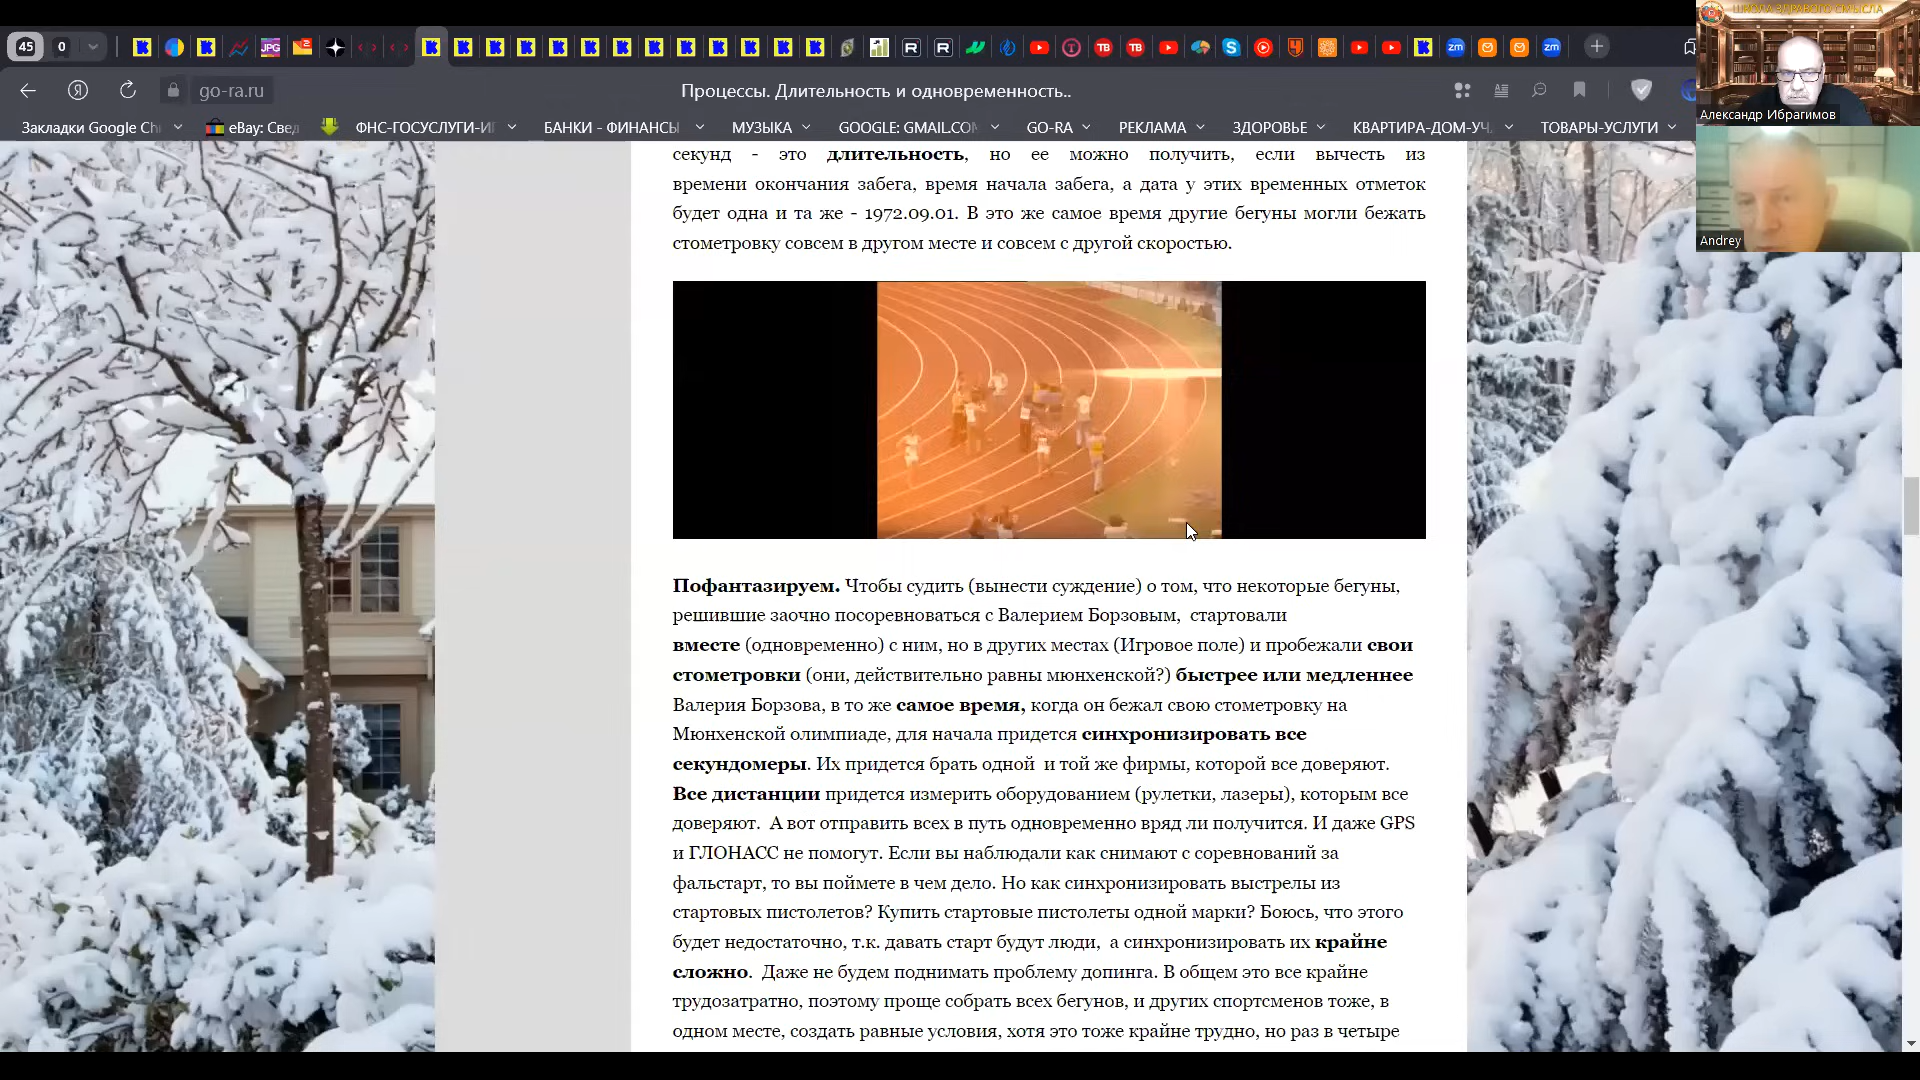 ШКОЛА ЗДРАВОГО СМЫСЛА
45 0
go-ra.ru
Процессы. Длительность и одновременность..
Александр Ибрагимов
Закладки Google Ch
eBay: Свед
ФНС-ГОСУСЛУГИ-ИГ
БАНКИ - ФИНАНСЫ
МУЗЫКА
GOOGLE: GMAIL.COM
GO-RA
РЕКЛАМА
ЗДОРОВЬЕ
КВАРТИРА-ДОМ-УЧ
ТОВАРЫ-УСЛУГИ
Andrey
секунд - это длительность, но ее можно получить, если вычесть из
времени окончания забега, время начала забега, а дата у этих временных отметок
будет одна и та же - 1972.09.01. В это же самое время другие бегуны могли бежать
стометровку совсем в другом месте и совсем с другой скоростью.
Пофантазируем. Чтобы судить (вынести суждение) о том, что некоторые бегуны,
решившие заочно посоревноваться с Валерием Борзовым, стартовали
вместе (одновременно) с ним, но в других местах (Игровое поле) и пробежали свои
стометровки (они, действительно равны мюнхенской?) быстрее или медленнее
Валерия Борзова, в то же самое время, когда он бежал свою стометровку на
Мюнхенской олимпиаде, для начала придется синхронизировать все
секундомеры. Их придется брать одной и той же фирмы, которой все доверяют.
Все дистанции придется измерить оборудованием (рулетки, лазеры), которым все
доверяют. А вот отправить всех в путь одновременно вряд ли получится. И даже GPS
и ГЛОНАСС не помогут. Если вы наблюдали как снимают с соревнований за
фальстарт, то вы поймете в чем дело. Но как синхронизировать выстрелы из
стартовых пистолетов? Купить стартовые пистолеты одной марки? Боюсь, что этого
будет недостаточно, т.к. давать старт будут люди, а синхронизировать их крайне
сложно. Даже не будем поднимать проблему допинга. В общем это все крайне
трудозатратно, поэтому проще собрать всех бегунов, и других спортсменов тоже, в
одном месте, создать равные условия, хотя это тоже крайне трудно, но раз в четыре